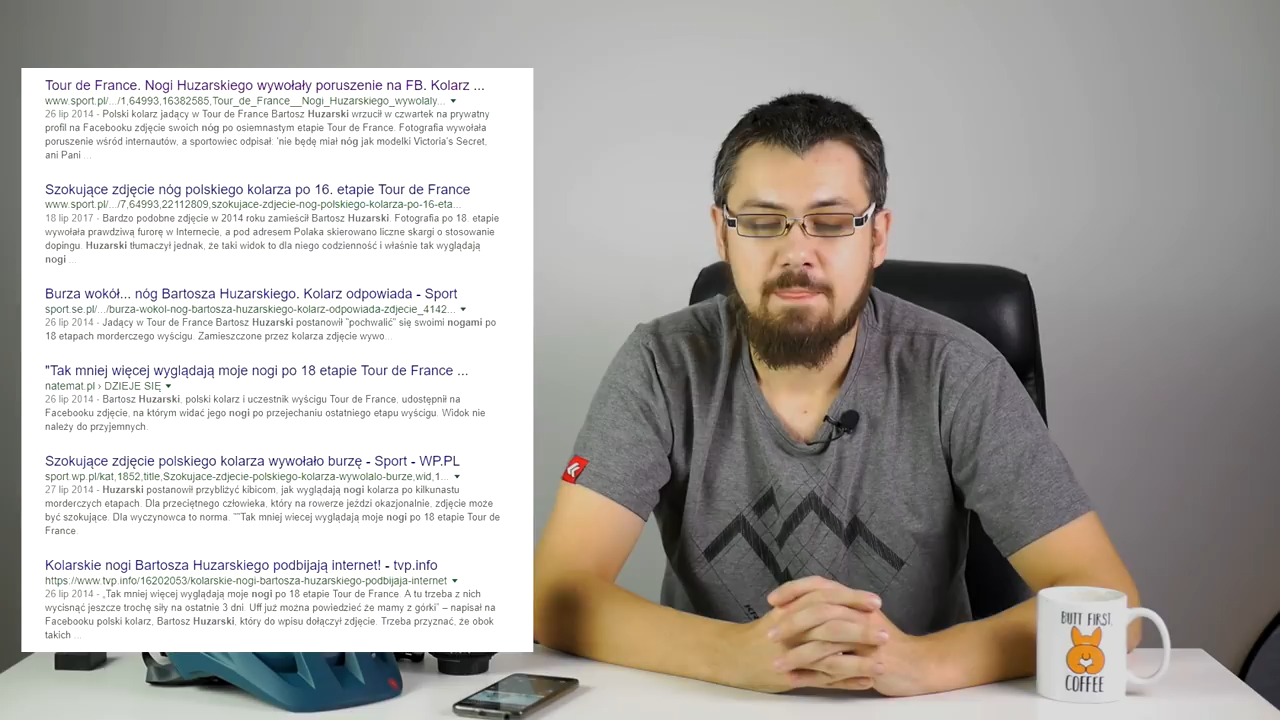 Tour de France. Nogi Huzarskiego wywołały poruszenie na FB. Kolarz ...
www.sport.pl/.../1,64993,16382585,Tour_de_France__Nogi_Huzarskiego_wywolaly...
26 lip 2014 - Polski kolarz jadący w Tour de France Bartosz Huzarski wrzucił w czwartek na prywatny
profil na Facebooku zdjęcie swoich nóg po osiemnastym etapie Tour de France. Fotografia wywołała
poruszenie wśród internautów, a sportowiec odpisał: 'nie będę miał nóg jak modelki Victoria's Secret,
ani Pani ...
Szokujące zdjęcie nóg polskiego kolarza po 16. etapie Tour de France
www.sport.pl/.../7,64993,22112809,szokujace-zdjecie-nog-polskiego-kolarza-po-16-eta...
18 lip 2017 - Bardzo podobne zdjęcie w 2014 roku zamieścił Bartosz Huzarski. Fotografia po 18. etapie
wywołała prawdziwą furorę w Internecie, a pod adresem Polaka skierowano liczne skargi o stosowanie
dopingu. Huzarski tłumaczył jednak, że taki widok to dla niego codzienność i właśnie tak wyglądają
nogi ...
Burza wokół... nóg Bartosza Huzarskiego. Kolarz odpowiada - Sport
sport.se.pl/.../burza-wokol-nog-bartosza-huzarskiego-kolarz-odpowiada-zdjecie_4142...
26 lip 2014 - Jadący w Tour de France Bartosz Huzarski postanowił "pochwalić" się swoimi nogami po
18 etapach morderczego wyścigu. Zamieszczone przez kolarza zdjęcie wywo...
"Tak mniej więcej wyglądają moje nogi po 18 etapie Tour de France ...
natemat.pl › DZIEJE SIĘ
26 lip 2014 - Bartosz Huzarski, polski kolarz i uczestnik wyścigu Tour de France, udostępnił na
Facebooku zdjęcie, na którym widać jego nogi po przejechaniu ostatniego etapu wyścigu. Widok nie
należy do przyjemnych.
Szokujące zdjęcie polskiego kolarza wywołało burzę - Sport - WP.PL
sport.wp.pl/kat,1852,title,Szokujace-zdjecie-polskiego-kolarza-wywolalo-burze,wid,1...
27 lip 2014 - Huzarski postanowił przybliżyć kibicom, jak wyglądają nogi kolarza po kilkunastu
morderczych etapach. Dla przeciętnego człowieka, który na rowerze jeździ okazjonalnie, zdjęcie może
być szokujące. Dla wyczynowca to norma. ""Tak mniej wiecej wyglądają moje nogi po 18 etapie Tour de
France.
Kolarskie nogi Bartosza Huzarskiego podbijają internet! - tvp.info
https://www.tvp.info/16202053/kolarskie-nogi-bartosza-huzarskiego-podbijaja-internet
26 lip 2014 - „Tak mniej więcej wyglądają moje nogi po 18 etapie Tour de France. A tu trzeba z nich
wycisnąć jeszcze trochę siły na ostatnie 3 dni. Uff już można powiedzieć że mamy z górki" – napisał na
Facebooku polski kolarz, Bartosz Huzarski, który do wpisu dołączył zdjęcie. Trzeba przyznać, że obok
takich ...
BUTT FIRST,
COFFEE